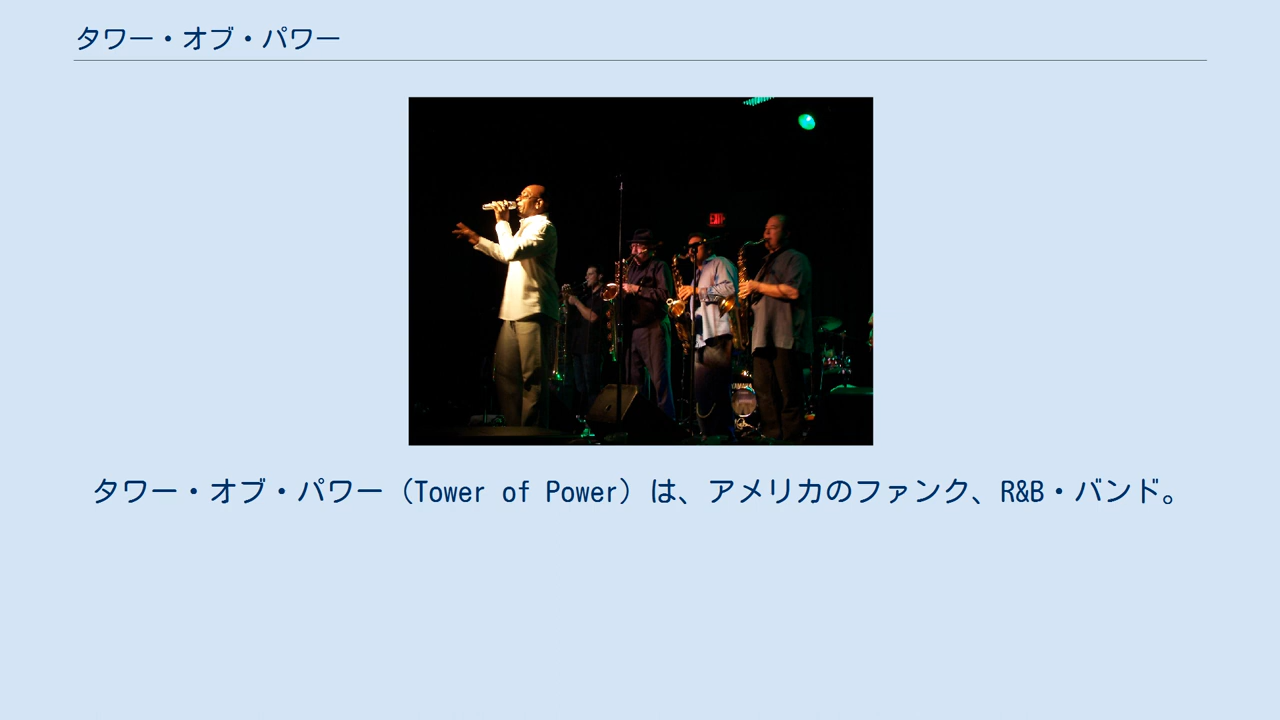 タワー・オブ・パワー
EXIT
タワー・オブ・パワー（Tower of Power）は、アメリカのファンク、R&B・バンド。